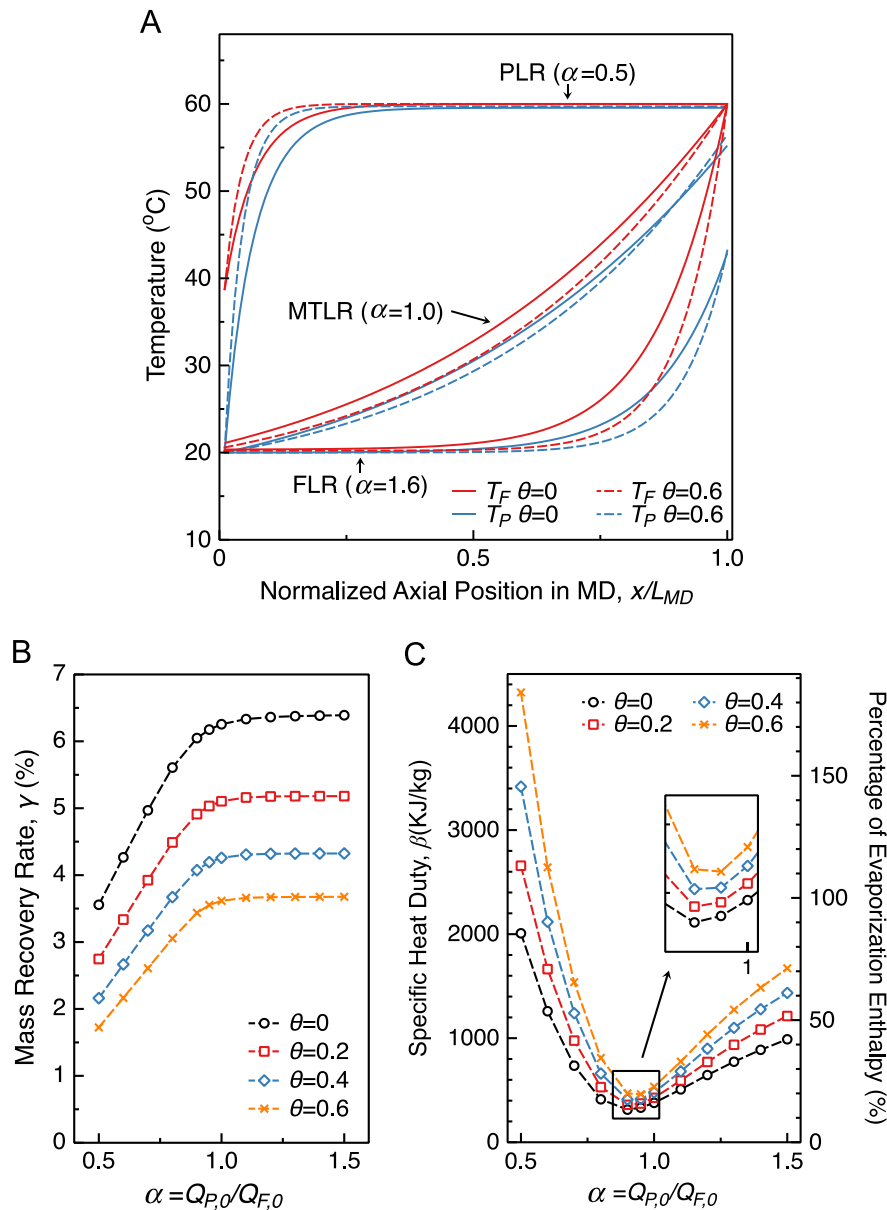 A
PLR (α=0.5)
60
50
40
30
20
10
Temperature (°C)
MTLR (α=1.0)
FLR (α=1.6)
T_F θ=0
T_F θ=0.6
T_P θ=0
T_P θ=0.6
0
0.5
1.0
Normalized Axial Position in MD, x/L_MD
B
7
6
5
4
3
2
1
0
Mass Recovery Rate, γ (%)
θ=0
θ=0.2
θ=0.4
θ=0.6
0.5
1.0
1.5
α =Q_P,0/Q_F,0
C
4000
3000
2000
1000
0
Specific Heat Duty, β(KJ/kg)
θ=0
θ=0.4
θ=0.2
θ=0.6
1
150
100
50
0
Percentage of Evaporization Enthalpy (%)
0.5
1.0
1.5
α =Q_P,0/Q_F,0